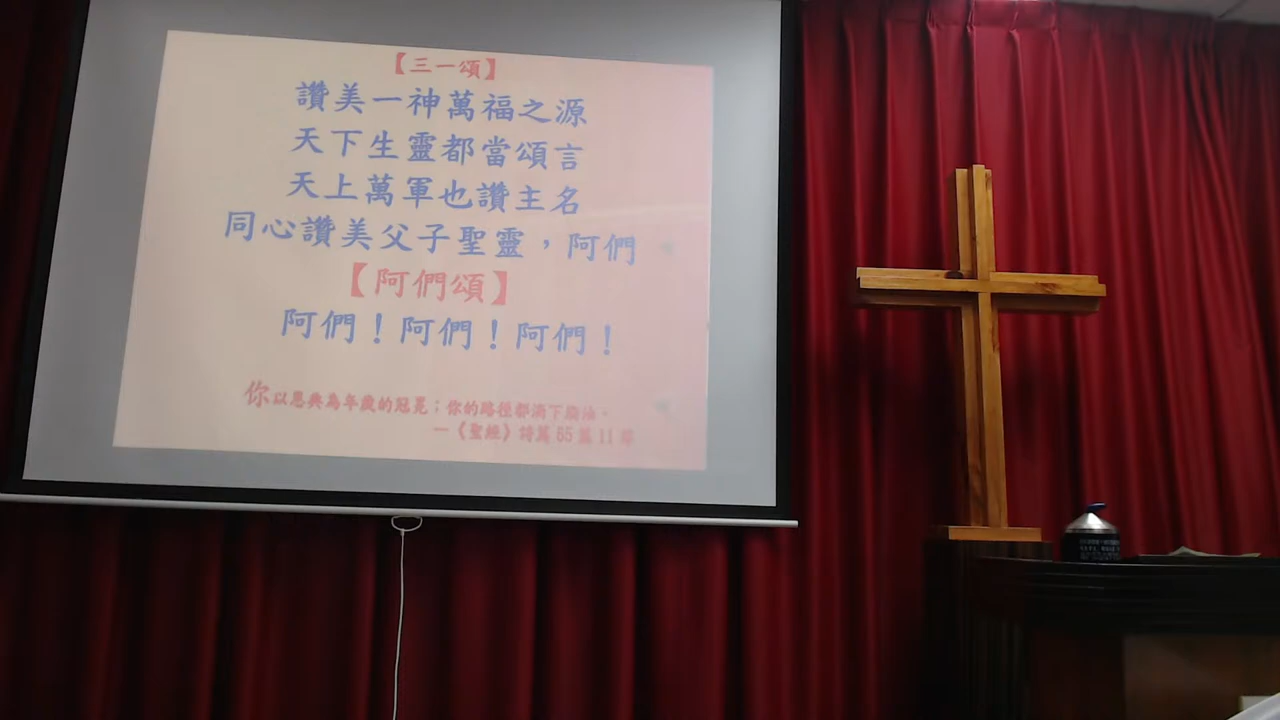 【三一頌】
讚美一神萬福之源
天下生靈都當頌言
天上萬軍也讚主名
同心讚美父子聖靈，阿們
【阿們頌】
阿們！阿們！阿們！
你以恩典為年歲的冠冕；你的路徑都滴下脂油。
—《聖經》詩篇 65 篇 11 節